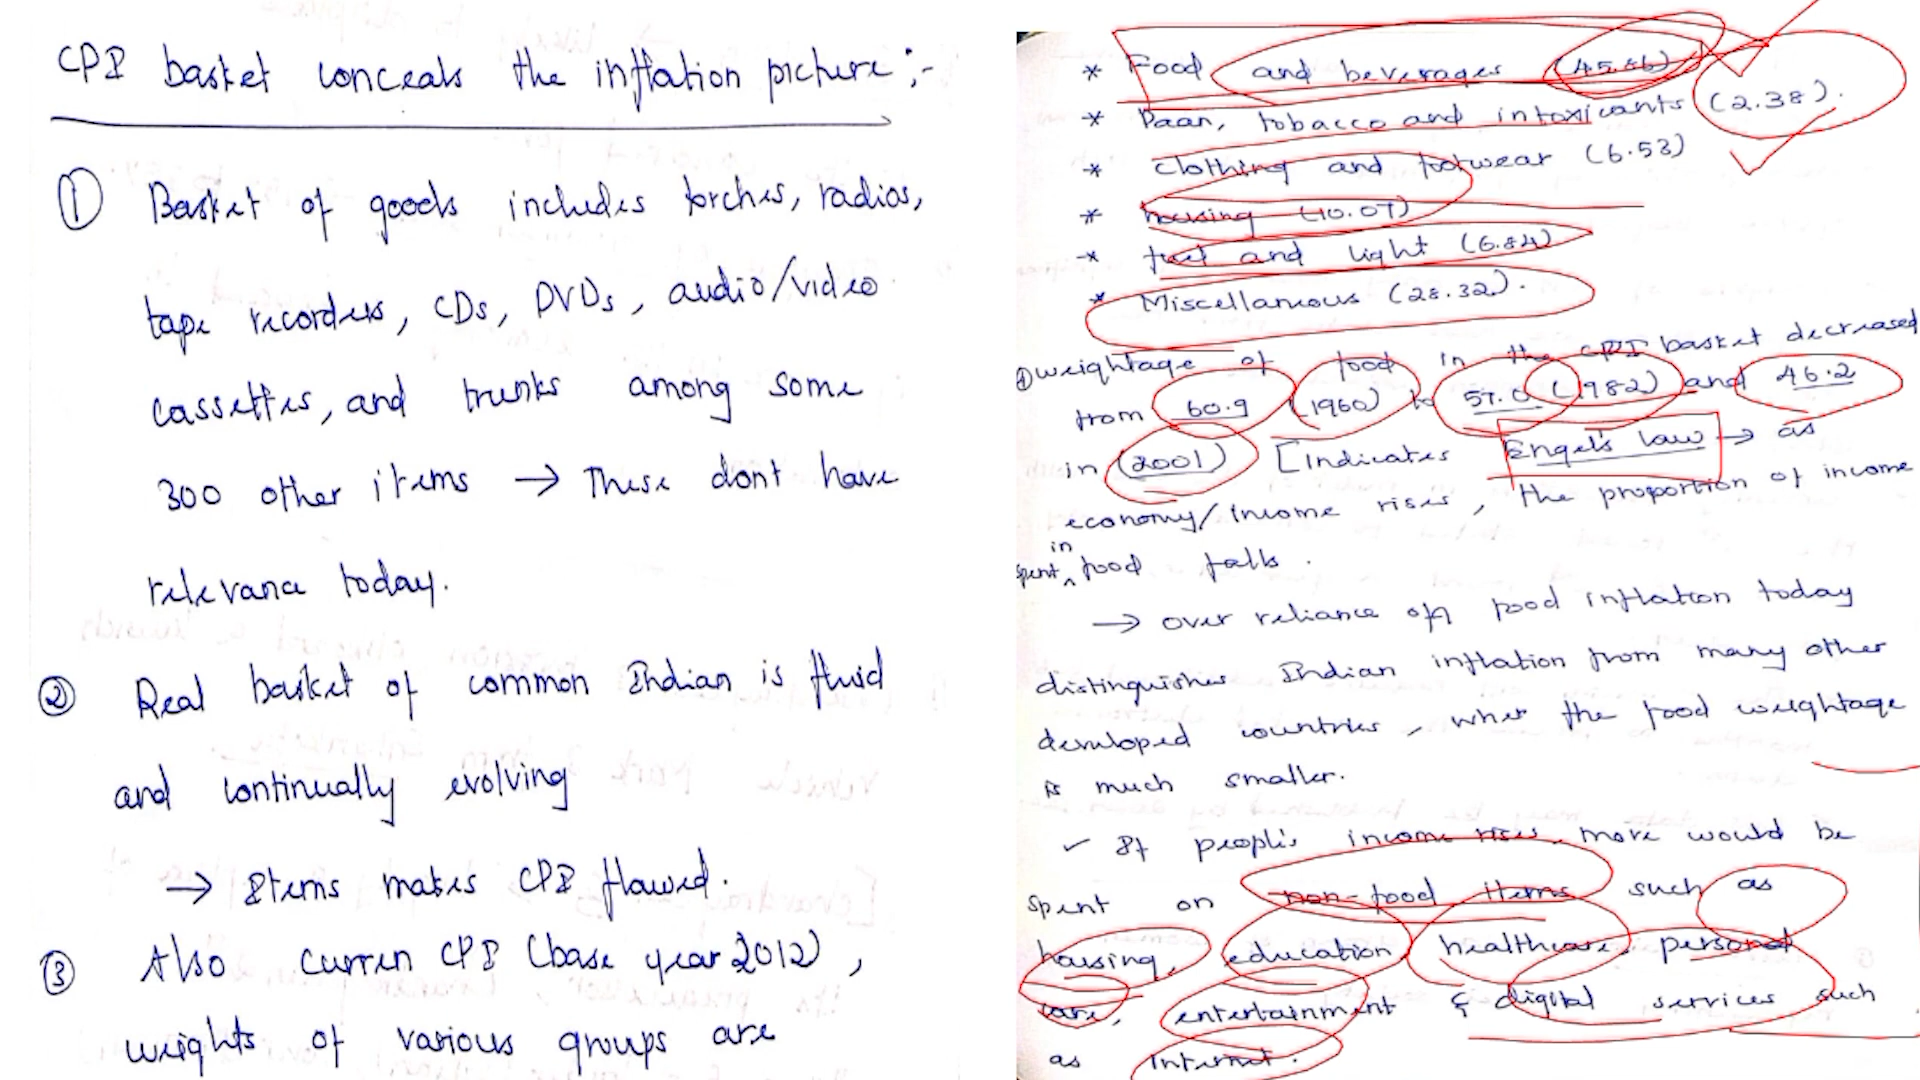 CPI basket conceals the inflation picture :-
① Basket of goods includes torches, radios,
tape recorders, CDs, DVDs, audio/video
cassettes, and trunks among some
300 other items → These dont have
relevance today.
② Real basket of common Indian is fluid
and continually evolving
→ Items makes CPI flawed.
③ Also curren CPI (base year 2012),
weights of various groups are
* Food and beverages (45.86)
* Paan, tobacco and intoxicants (2.38).
* clothing and footwear (6.53)
* housing (10.07)
* fuel and light (6.84)
* Miscellaneous (28.32).
④ weightage of food in the CPI basket decreased
from 60.9 (1960) to 57.0 (1982) and 46.2
in (2001) [Indicates Engel's law → as
economy/income rises, the proportion of income
spent in food falls.
→ over reliance on food inflation today
distinguishes Indian inflation from many other
developed countries, wher the food weightage
is much smaller.
✓ If people's income rises, more would be
spent on non-food items such as
housing, education healthcare, personal
care, entertainment & digital services such
as internet.